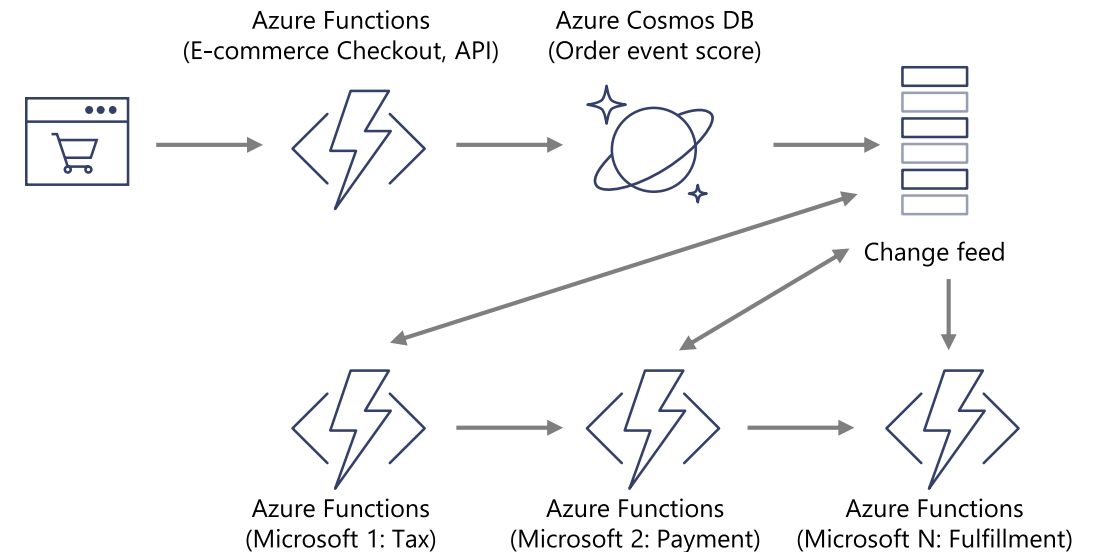 Azure Functions
(E-commerce Checkout, API)
Azure Cosmos DB
(Order event score)
Change feed
Azure Functions
(Microsoft 1: Tax)
Azure Functions
(Microsoft 2: Payment)
Azure Functions
(Microsoft N: Fulfillment)